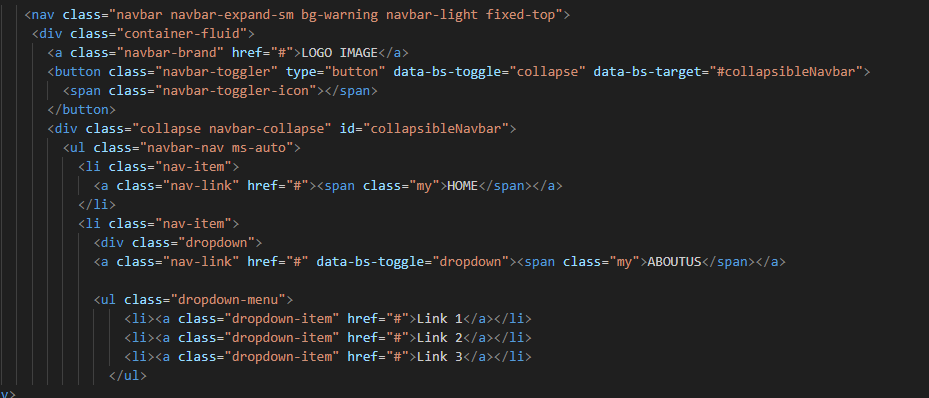 <nav class="navbar navbar-expand-sm bg-warning navbar-light fixed-top">
<div class="container-fluid">
<a class="navbar-brand" href="#">LOGO IMAGE</a>
<button class="navbar-toggler" type="button" data-bs-toggle="collapse" data-bs-target="#collapsibleNavbar">
<span class="navbar-toggler-icon"></span>
</button>
<div class="collapse navbar-collapse" id="collapsibleNavbar">
<ul class="navbar-nav ms-auto">
<li class="nav-item">
<a class="nav-link" href="#"><span class="my">HOME</span></a>
</li>
<li class="nav-item">
<div class="dropdown">
<a class="nav-link" href="#" data-bs-toggle="dropdown"><span class="my">ABOUTUS</span></a>
<ul class="dropdown-menu">
<li><a class="dropdown-item" href="#">Link 1</a></li>
<li><a class="dropdown-item" href="#">Link 2</a></li>
<li><a class="dropdown-item" href="#">Link 3</a></li>
</ul>
v>